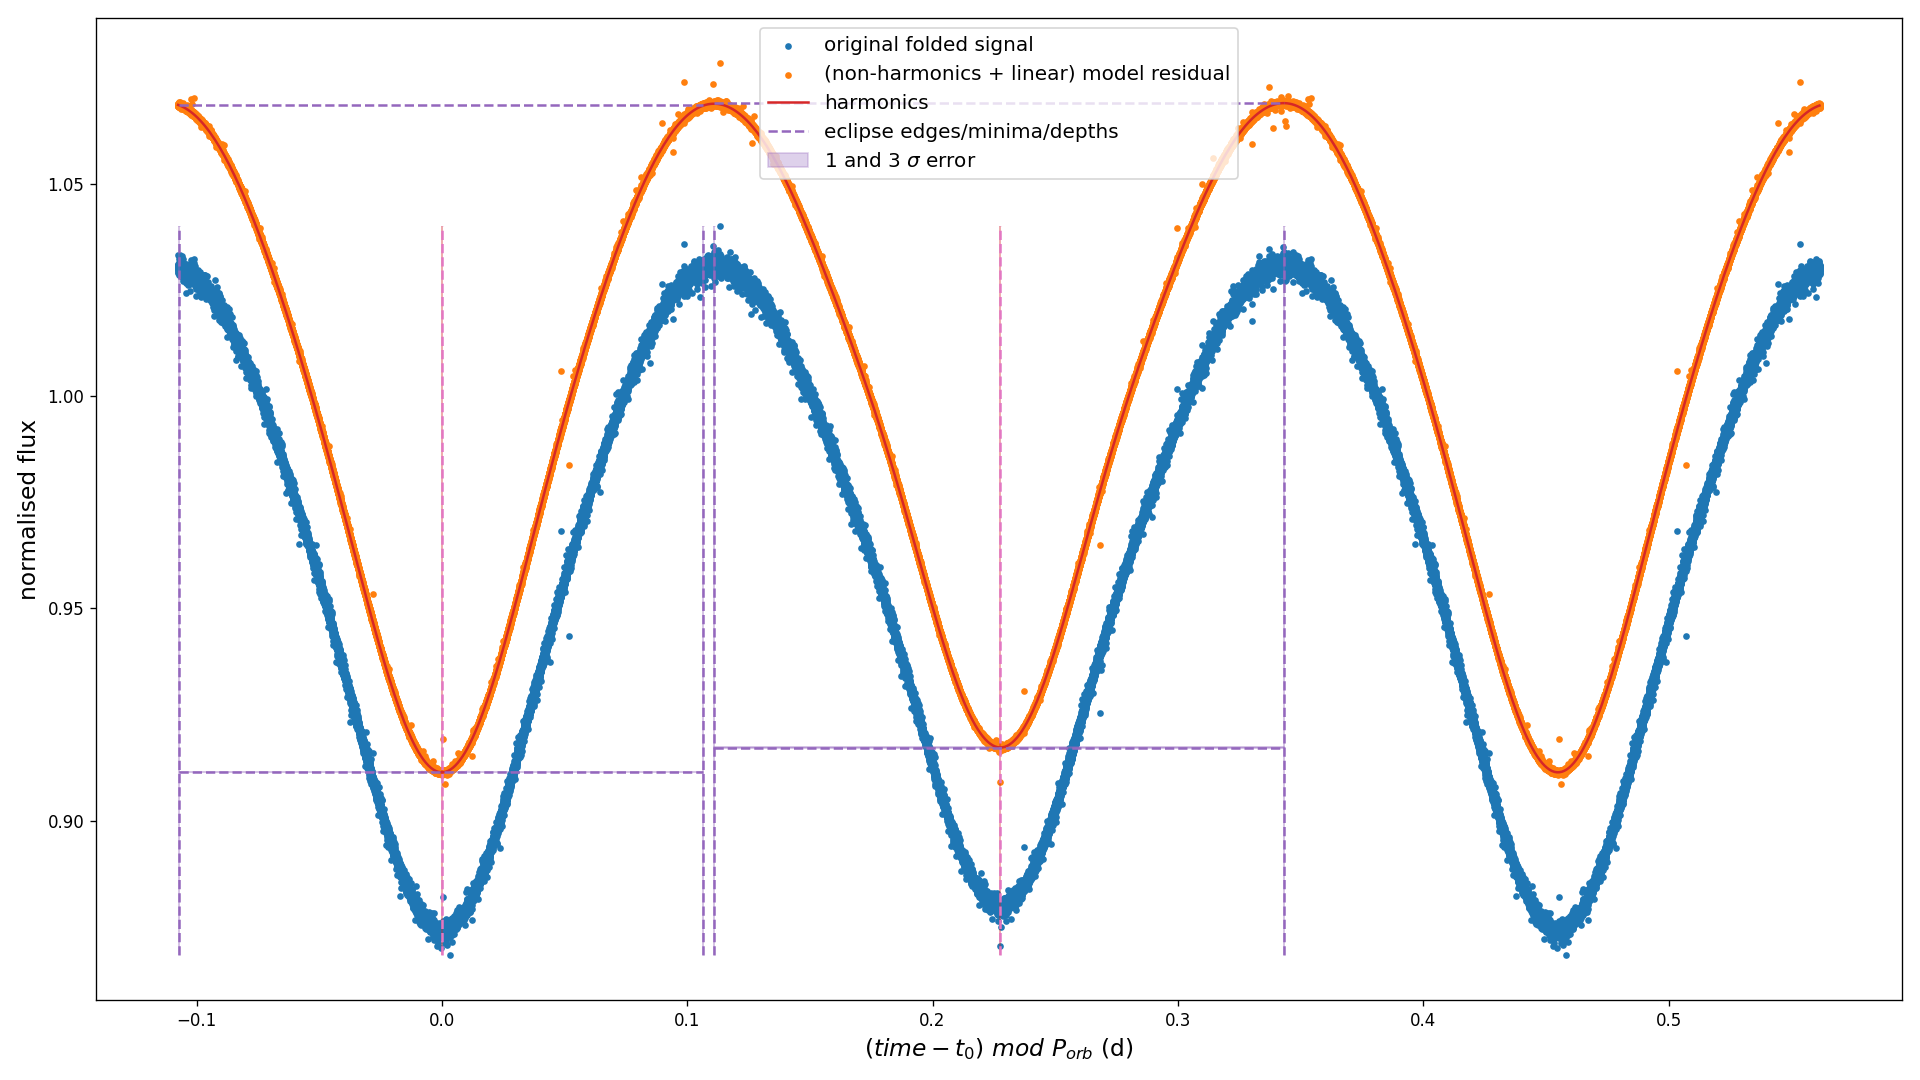 original folded signal
(non-harmonics + linear) model residual
harmonics
eclipse edges/minima/depths
1 and 3 σ error
normalised flux
1.05
1.00
0.95
0.90
−0.1 0.0 0.1 0.2 0.3 0.4 0.5
(time − t₀) mod Pₒᵣb (d)